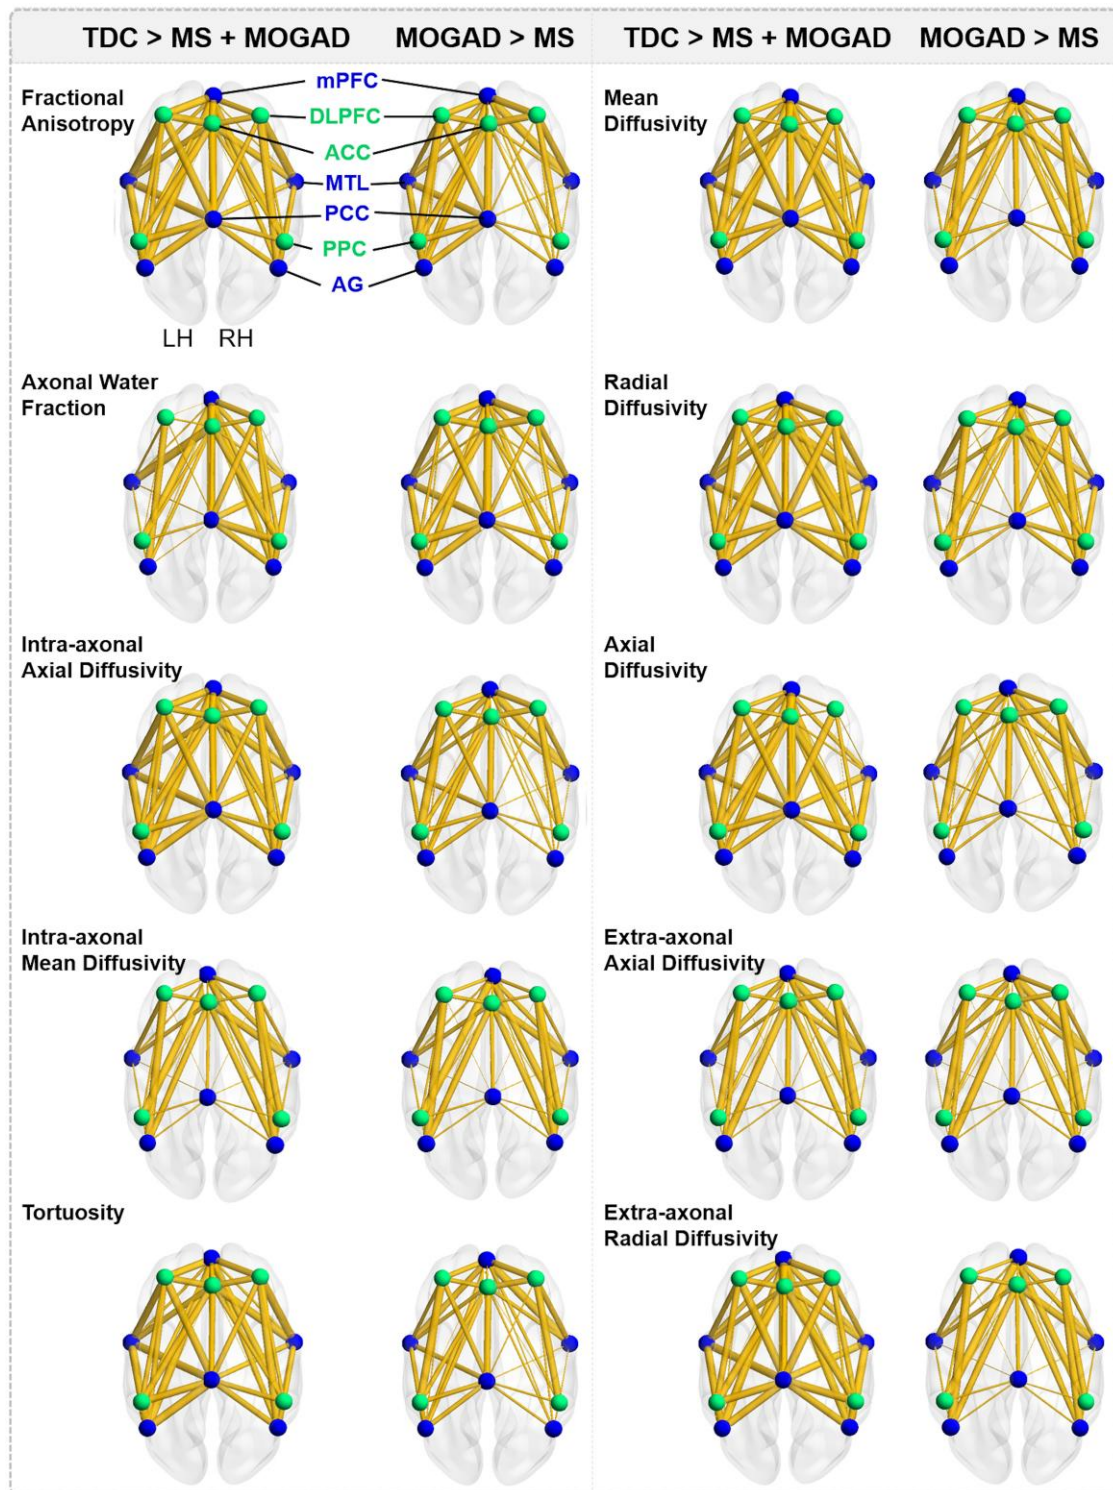 TDC > MS + MOGAD
MOGAD > MS
TDC > MS + MOGAD
MOGAD > MS
Fractional
Anisotropy
mPFC
DLPFC
ACC
MTL
PCC
PPC
AG
LH
RH
Mean
Diffusivity
Axonal Water
Fraction
Radial
Diffusivity
Intra-axonal
Axial Diffusivity
Axial
Diffusivity
Intra-axonal
Mean Diffusivity
Extra-axonal
Axial Diffusivity
Tortuosity
Extra-axonal
Radial Diffusivity